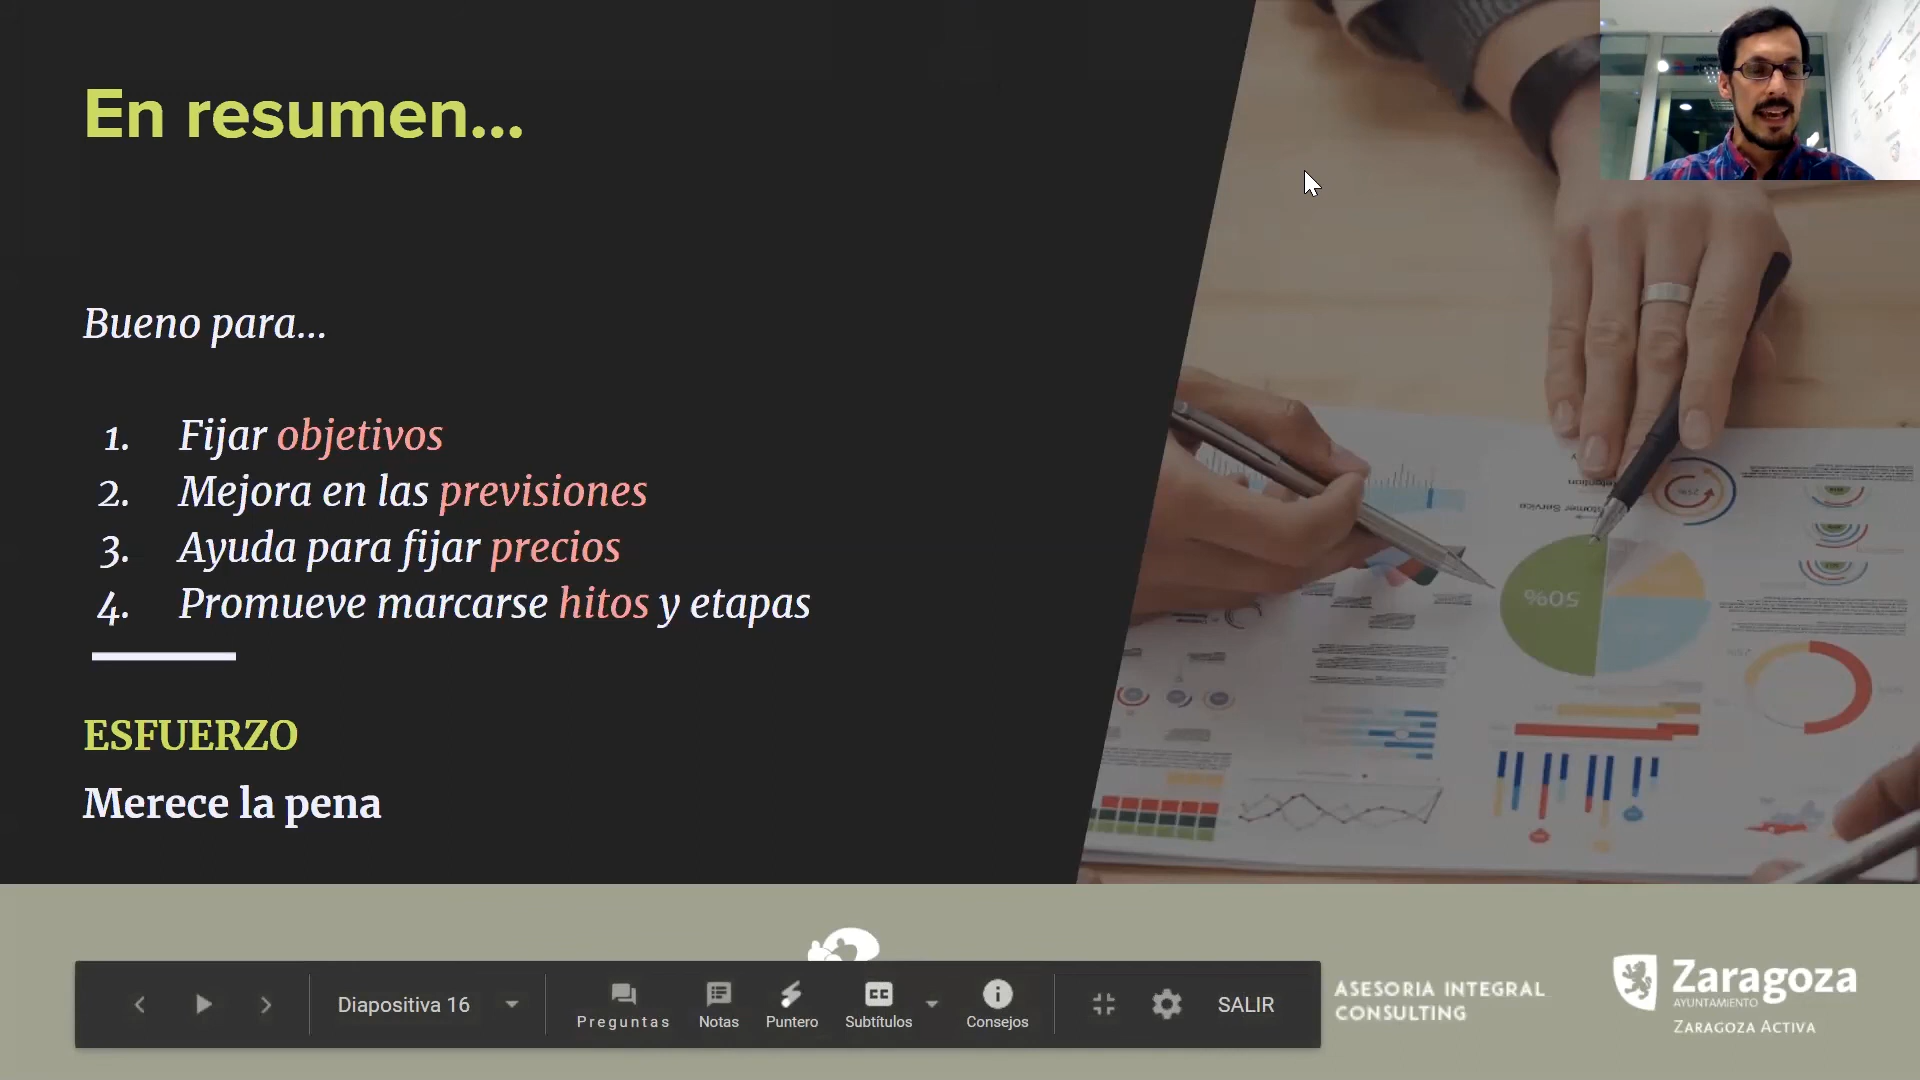 En resumen...
Bueno para...
1. Fijar objetivos
2. Mejora en las previsiones
3. Ayuda para fijar precios
4. Promueve marcarse hitos y etapas
ESFUERZO
Merece la pena
50%
Diapositiva 16
Preguntas
Notas
Puntero
Subtítulos
Consejos
SALIR
ASESORIA INTEGRAL
CONSULTING
Zaragoza
AYUNTAMIENTO
ZARAGOZA ACTIVA